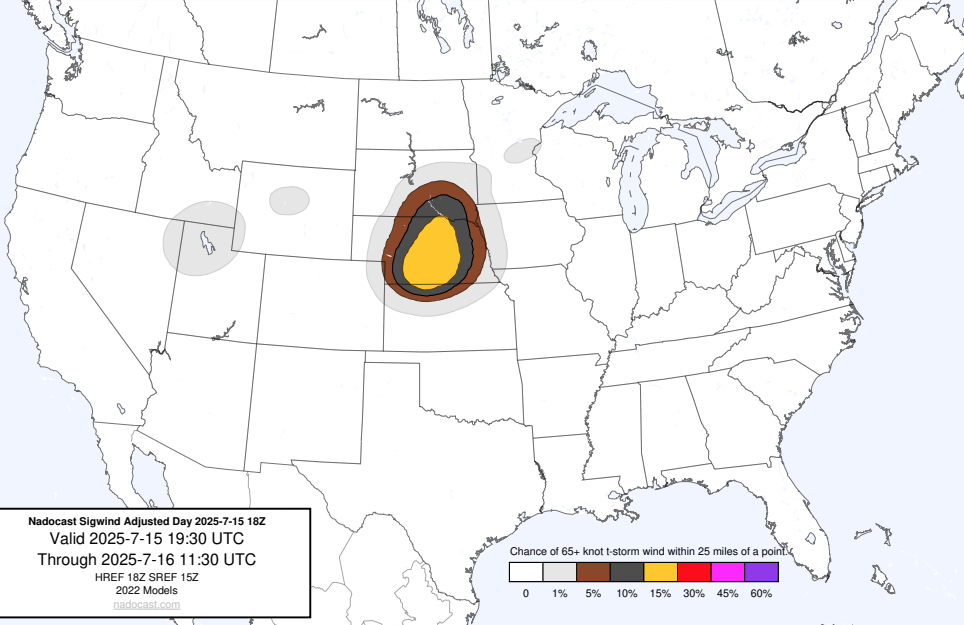 Nadocast Sigwind Adjusted Day 2025-7-15 18Z
Valid 2025-7-15 19:30 UTC
Through 2025-7-16 11:30 UTC
HREF 18Z SREF 15Z
2022 Models
nadocast.com
Chance of 65+ knot t-storm wind within 25 miles of a point.
0 1% 5% 10% 15% 30% 45% 60%